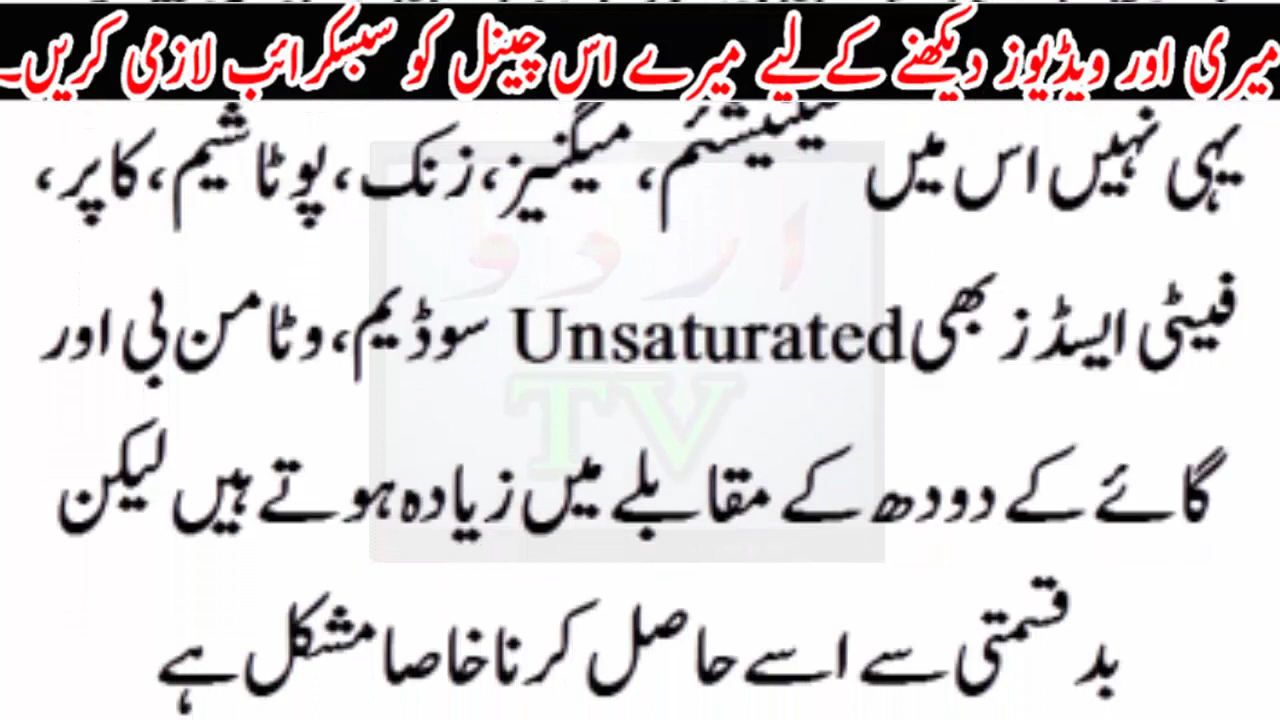 میری اور ویڈیوز دیکھنے کے لیے میرے اس چینل کو سبسکرائب لازمی کریں۔
یہی نہیں اس میں ، میگنیز، زنک، پوٹاشیم، کاپر،
فیٹی ایسڈز بھی Unsaturated سوڈیم، وٹامن بی اور
گائے کے دودھ کے مقابلے میں زیادہ ہوتے ہیں لیکن
بدقسمتی سے اسے حاصل کرنا خاصا مشکل ہے
اردو
TV